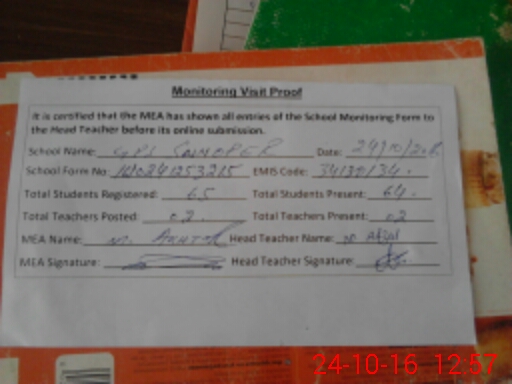 Monitoring Visit Proof
It is certified that the MEA has shown all entries of the School Monitoring Form to
the Head Teacher before its online submission.
School Name: GPS Date: 24/10/
School Form No: EMIS Code:
Total Students Registered: 65 Total Students Present: 64
Total Teachers Posted: 02 Total Teachers Present: 02
MEA Name: M. Akhtar Head Teacher Name: M Afzal
MEA Signature: Head Teacher Signature:
24-10-16 12:57